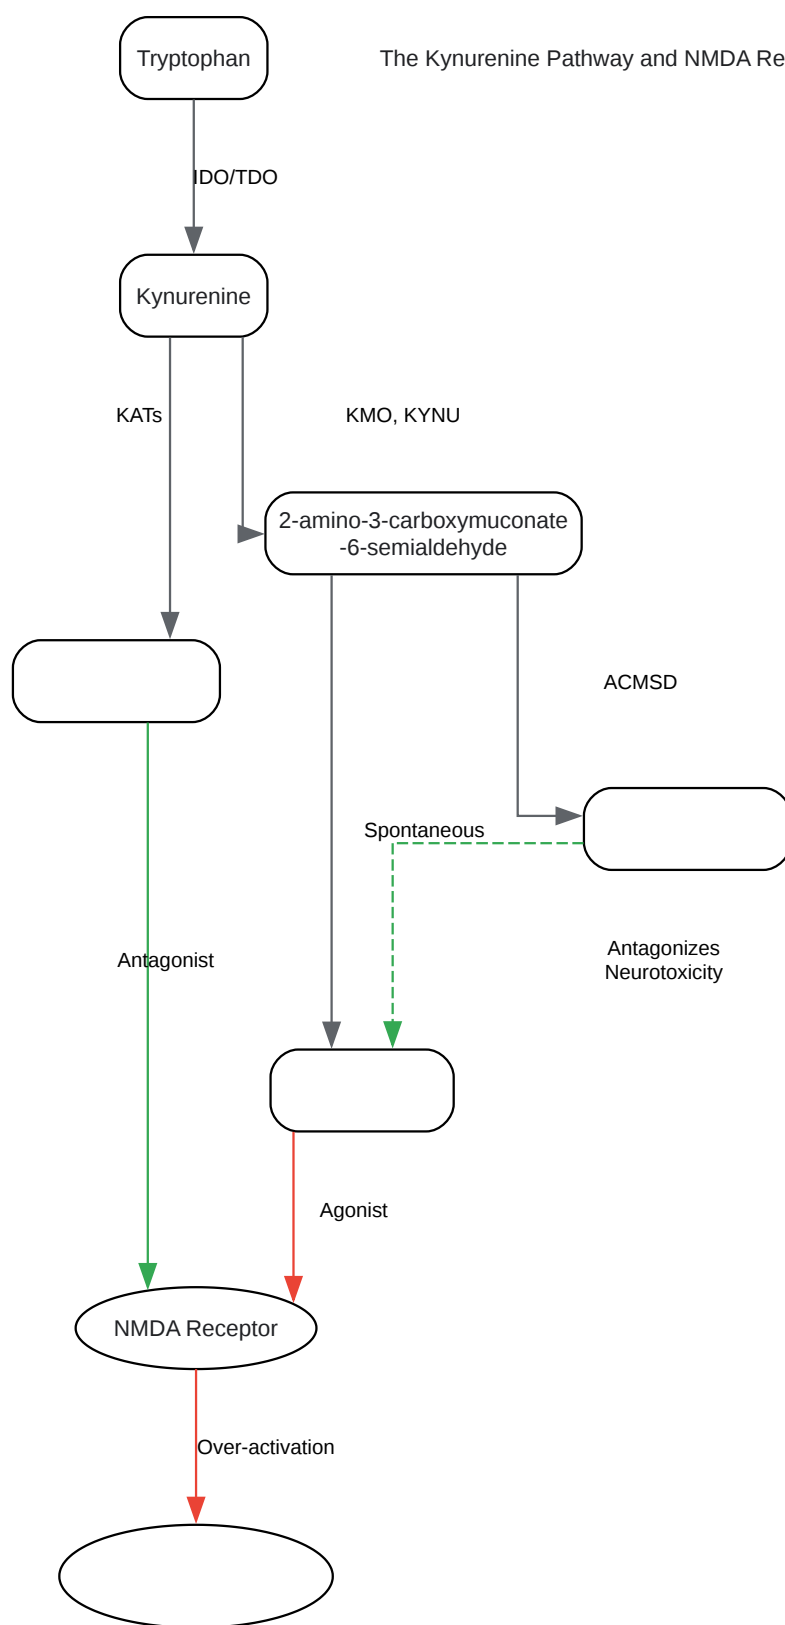 Tryptophan
The Kynurenine Pathway and NMDA Re
IDO/TDO
Kynurenine
KATs
KMO, KYNU
2-amino-3-carboxymuconate
-6-semialdehyde
ACMSD
Spontaneous
Antagonist
Antagonizes
Neurotoxicity
Agonist
NMDA Receptor
Over-activation